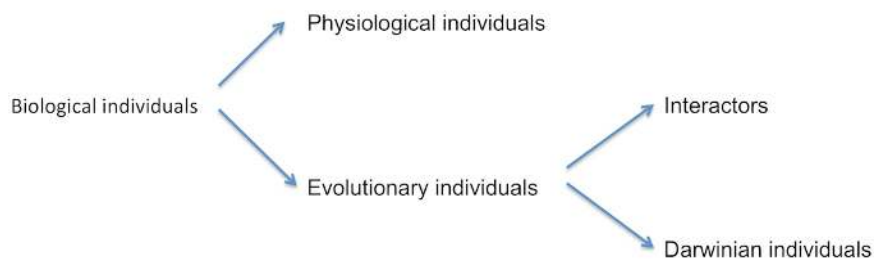 Physiological individuals
Biological individuals
Interactors
Evolutionary individuals
Darwinian individuals